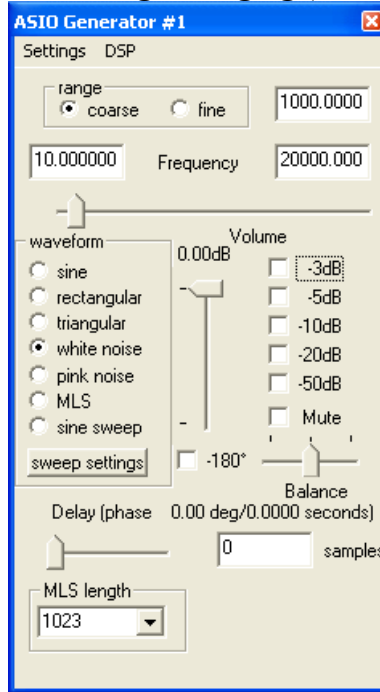 ASIO Generator #1
Settings DSP
range
coarse fine 1000.0000
10.000000 Frequency 20000.000
waveform
sine
rectangular
triangular
white noise
pink noise
MLS
sine sweep
sweep settings
Volume
0.00dB
-3dB
-5dB
-10dB
-20dB
-50dB
Mute
-180°
Balance
Delay (phase 0.00 deg/0.0000 seconds)
0 samples
MLS length
1023